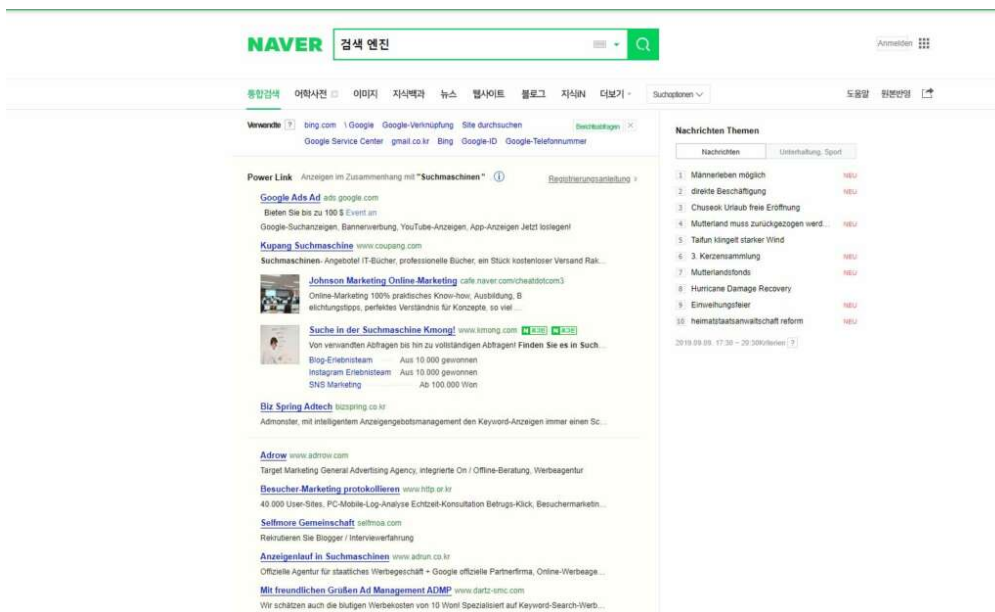 NAVER
검색 엔진
Anmelden
통합검색 어학사전 이미지 지식백과 뉴스 웹사이트 블로그 지식iN 더보기 Suchoptionen
도움말 원본반영
Verwandte ? bing.com \ Google Google-Verknüpfung Site durchsuchen
Google Service Center gmail.co.kr Bing Google-ID Google-Telefonnummer
Power Link Anzeigen im Zusammenhang mit "Suchmaschinen" Registrierungsanleitung
Google Ads Ad ads.google.com
Bieten Sie bis zu 100 $ Event an
Google-Suchanzeigen, Bannerwerbung, YouTube-Anzeigen, App-Anzeigen Jetzt loslegen!
Kupang Suchmaschine www.coupang.com
Suchmaschinen- Angebote! IT-Bücher, professionelle Bücher, ein Stück kostenloser Versand Rak...
Johnson Marketing Online-Marketing cafe.naver.com/cheatdotcom3
Online-Marketing 100% praktisches Know-how, Ausbildung, B
elichtungstipps, perfektes Verständnis für Konzepte, so viel ...
Suche in der Suchmaschine Kmong! www.kmong.com
Von verwandten Abfragen bis hin zu vollständigen Abfragen! Finden Sie es in Such...
Blog-Erlebnisteam Aus 10.000 gewonnen
Instagram Erlebnisteam Aus 10.000 gewonnen
SNS Marketing Ab 100.000 Won
Biz Spring Adtech bizspring.co.kr
Admonster, mit intelligentem Anzeigengebotsmanagement den Keyword-Anzeigen immer einen Sc...
Adrow www.adrrow.com
Target Marketing General Advertising Agency, integrierte On / Offline-Beratung, Werbeagentur
Besucher-Marketing protokollieren www.http.or.kr
40.000 User-Sites, PC-Mobile-Log-Analyse Echtzeit-Konsultation Betrugs-Klick, Besuchermarketin...
Selfmore Gemeinschaft selfmoa.com
Rekrutieren Sie Blogger / Interviewerfahrung
Anzeigenlauf in Suchmaschinen www.adrun.co.kr
Offizielle Agentur für staatliches Werbegeschäft + Google offizielle Partnerfirma, Online-Werbeage...
Mit freundlichen Grüßen Ad Management ADMP www.dartz-smc.com
Wir schätzen auch die blutigen Werbekosten von 10 Won! Spezialisiert auf Keyword-Search-Werb...
Nachrichten Themen
Nachrichten Unterhaltung, Sport
1 Männerleben möglich NEU
2 direkte Beschäftigung NEU
3 Chuseok Urlaub freie Eröffnung
4 Mutterland muss zurückgezogen werd... NEU
5 Taifun klingelt starker Wind
6 3. Kerzensammlung NEU
7 Mutterlandsfonds NEU
8 Hurricane Damage Recovery
9 Einweihungsfeier NEU
10 heimatstaatsanwaltschaft reform NEU
2019.09.09. 17:30 ~ 20:30Kriterien ?